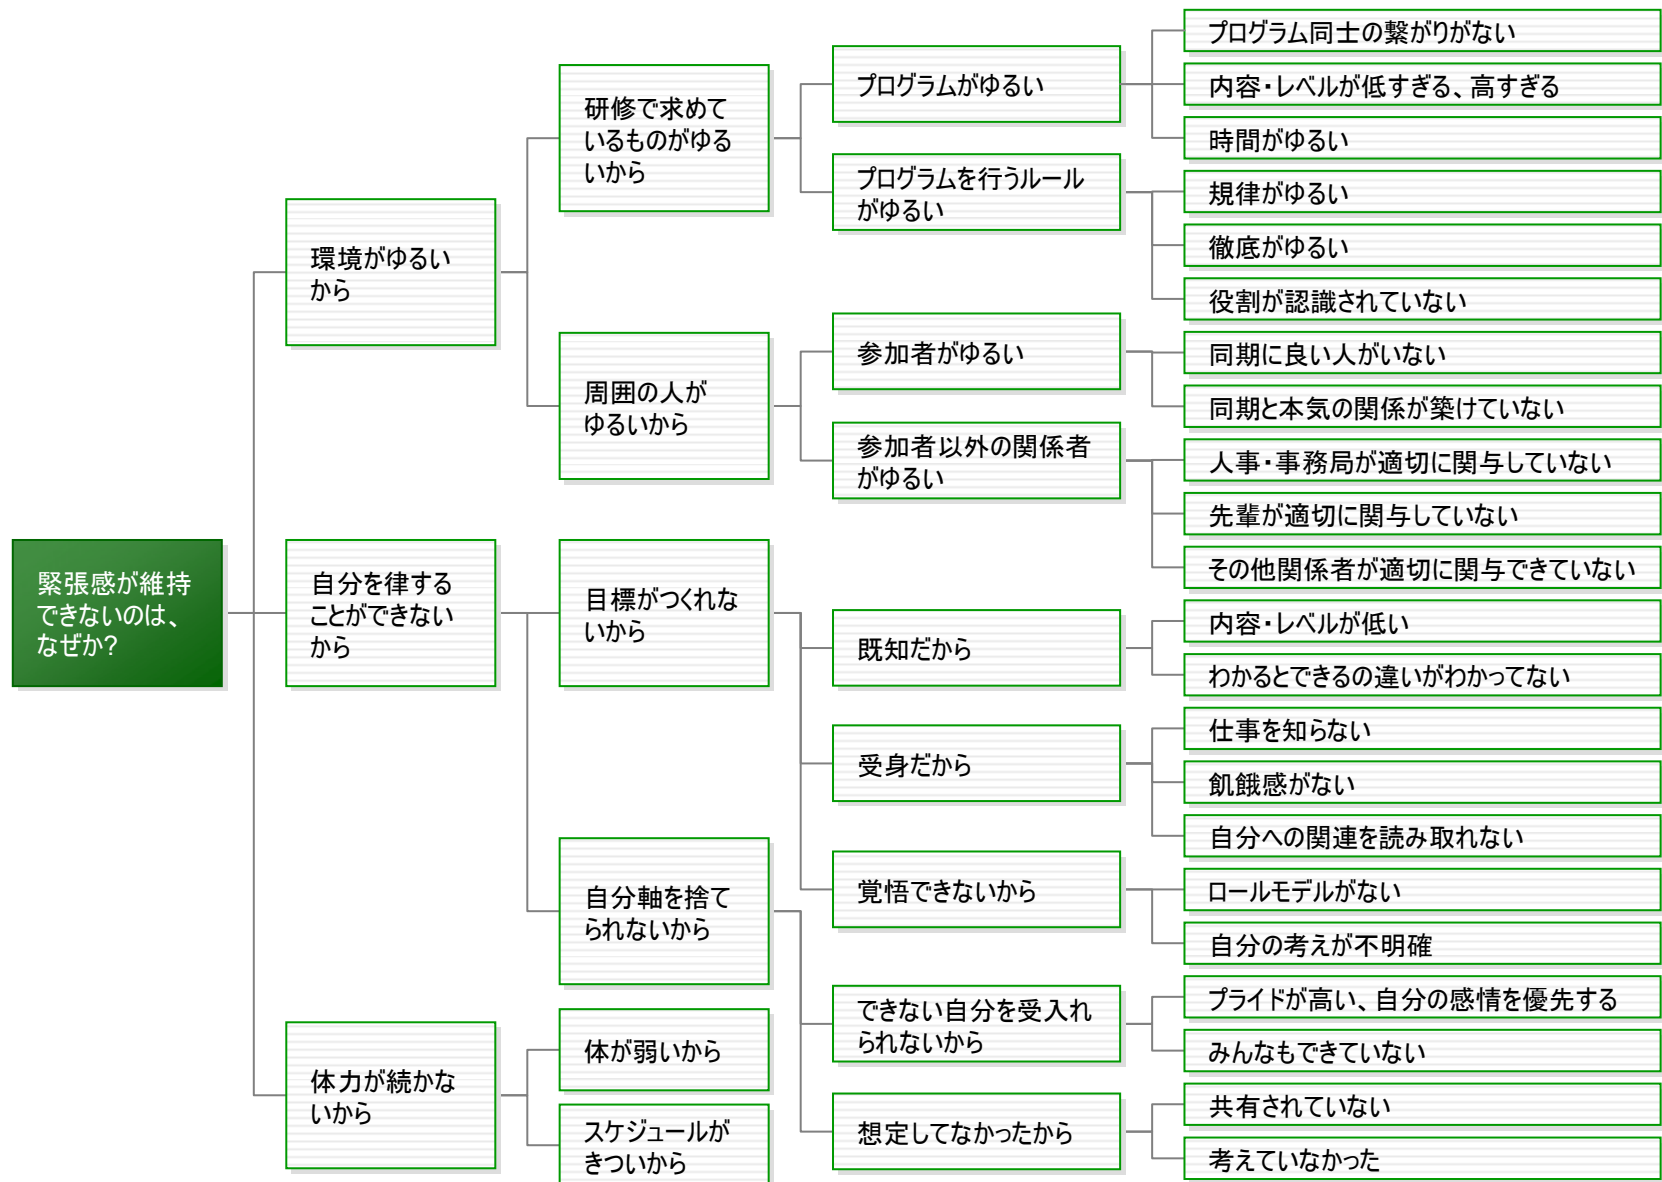 緊張感が維持
できないのは、
なぜか?
環境がゆるい
から
研修で求めて
いるものがゆる
いから
プログラムがゆるい
プログラム同士の繋がりがない
内容・レベルが低すぎる、高すぎる
時間がゆるい
プログラムを行うルール
がゆるい
規律がゆるい
徹底がゆるい
役割が認識されていない
周囲の人が
ゆるいから
参加者がゆるい
同期に良い人がいない
同期と本気の関係が築けていない
参加者以外の関係者
がゆるい
人事・事務局が適切に関与していない
先輩が適切に関与していない
その他関係者が適切に関与できていない
自分を律する
ことができない
から
目標がつくれな
いから
既知だから
内容・レベルが低い
わかるとできるの違いがわかってない
受身だから
仕事を知らない
飢餓感がない
自分への関連を読み取れない
覚悟できないから
ロールモデルがない
自分の考えが不明確
自分軸を捨て
られないから
できない自分を受入れ
られないから
プライドが高い、自分の感情を優先する
みんなもできていない
想定してなかったから
共有されていない
考えていなかった
体力が続かな
いから
体が弱いから
スケジュールが
きついから